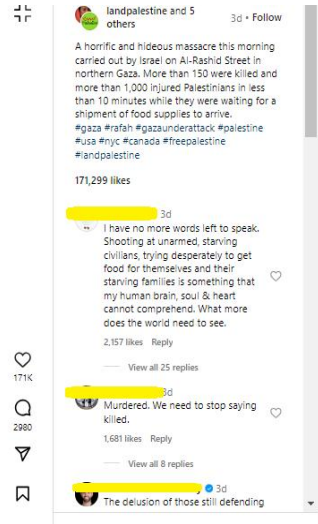 landpalestine and 5
others
3d • Follow
A horrific and hideous massacre this morning
carried out by Israel on Al-Rashid Street in
northern Gaza. More than 150 were killed and
more than 1,000 injured Palestinians in less
than 10 minutes while they were waiting for a
shipment of food supplies to arrive.
#gaza #rafah #gazaunderattack #palestine
#usa #nyc #canada #freepalestine
#landpalestine
171,299 likes
3d
I have no more words left to speak.
Shooting at unarmed, starving
civilians, trying desperately to get
food for themselves and their
starving families is something that
my human brain, soul & heart
cannot comprehend. What more
does the world need to see.
2,157 likes Reply
View all 25 replies
171K
3d
Murdered. We need to stop saying
killed.
2980
1,681 likes Reply
View all 8 replies
3d
The delusion of those still defending